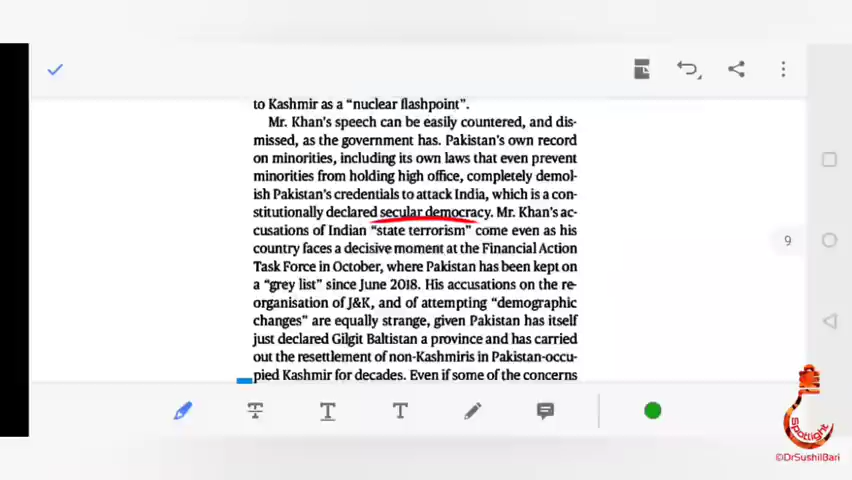 to Kashmir as a “nuclear flashpoint”.
Mr. Khan’s speech can be easily countered, and dis-
missed, as the government has. Pakistan’s own record
on minorities, including its own laws that even prevent
minorities from holding high office, completely demol-
ish Pakistan’s credentials to attack India, which is a con-
stitutionally declared secular democracy. Mr. Khan’s ac-
cusations of Indian “state terrorism” come even as his
country faces a decisive moment at the Financial Action
Task Force in October, where Pakistan has been kept on
a “grey list” since June 2018. His accusations on the re-
organisation of J&K, and of attempting “demographic
changes” are equally strange, given Pakistan has itself
just declared Gilgit Baltistan a province and has carried
out the resettlement of non-Kashmiris in Pakistan-occu-
pied Kashmir for decades. Even if some of the concerns
9
T
T
T
Spotlight
©DrSushilBari